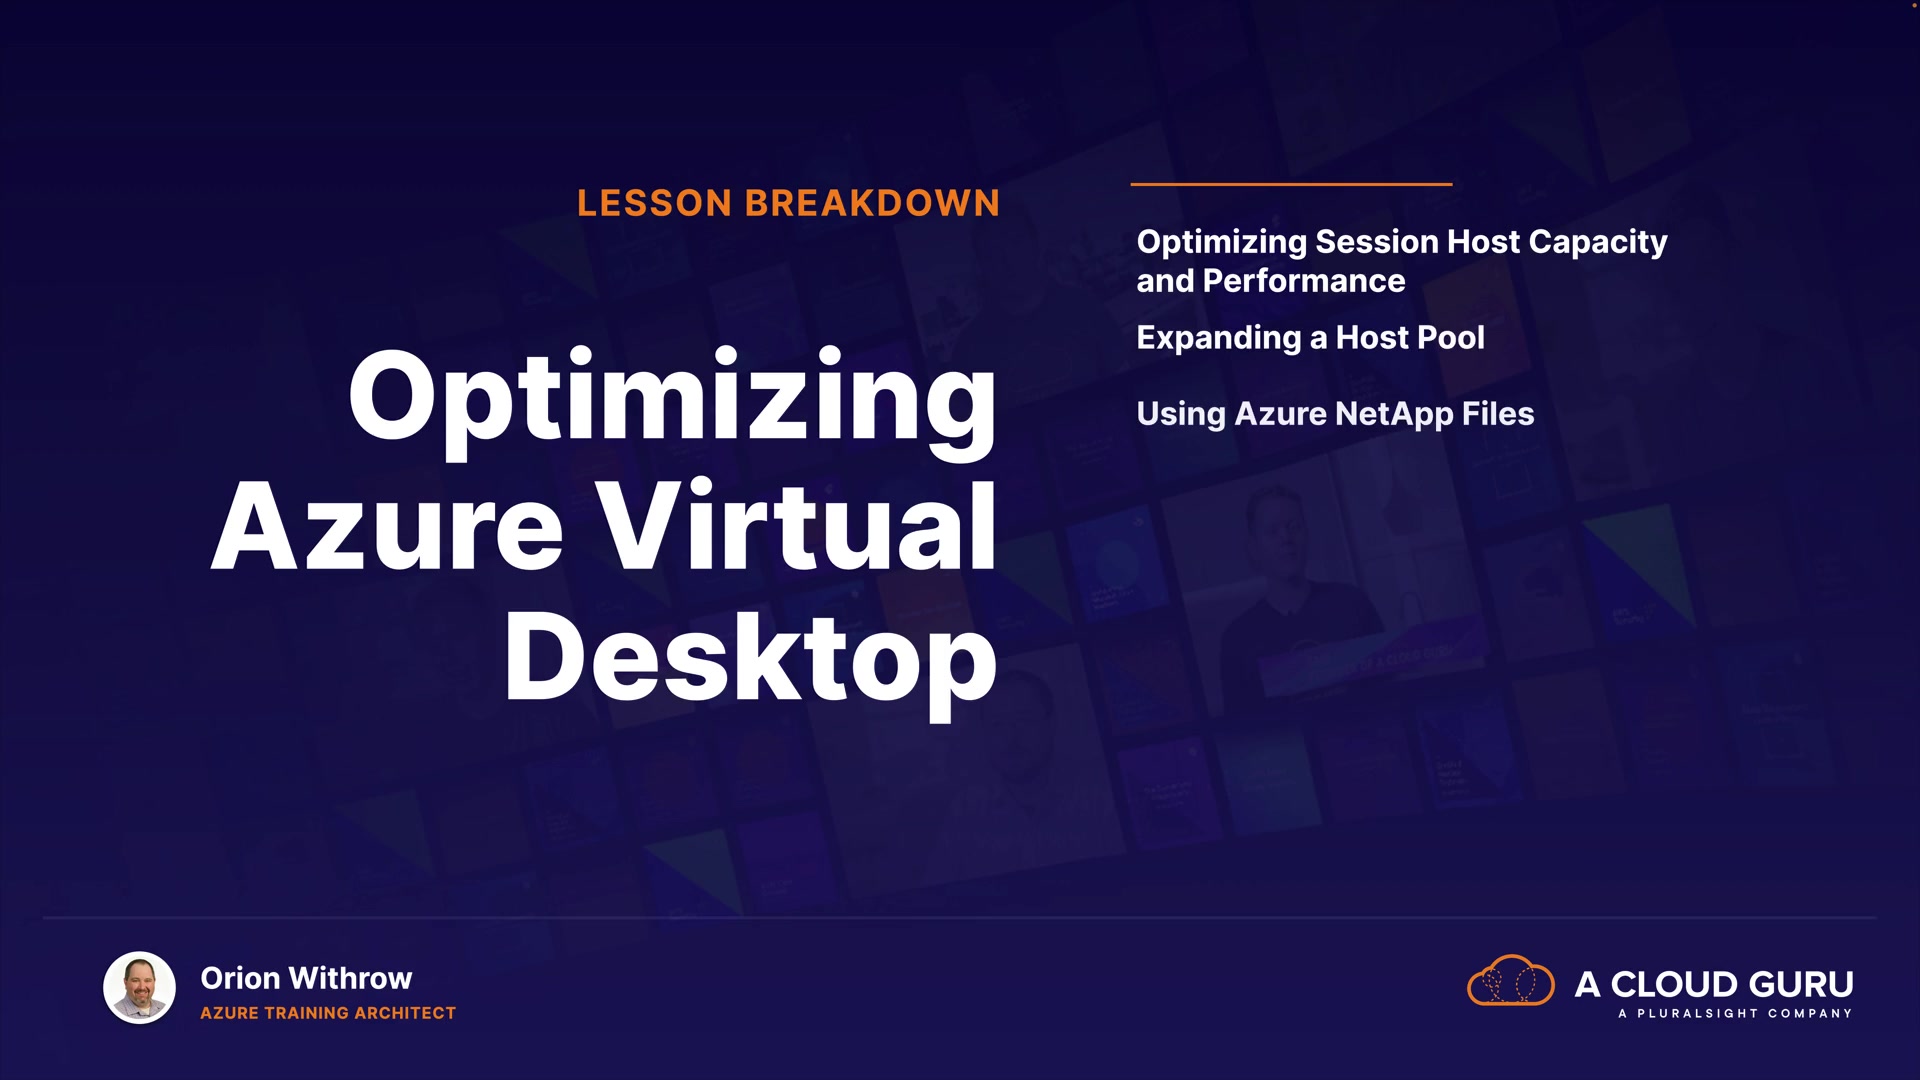 LESSON BREAKDOWN
Optimizing
Azure Virtual
Desktop
Optimizing Session Host Capacity
and Performance
Expanding a Host Pool
Using Azure NetApp Files
Orion Withrow
AZURE TRAINING ARCHITECT
A CLOUD GURU
A PLURALSIGHT COMPANY